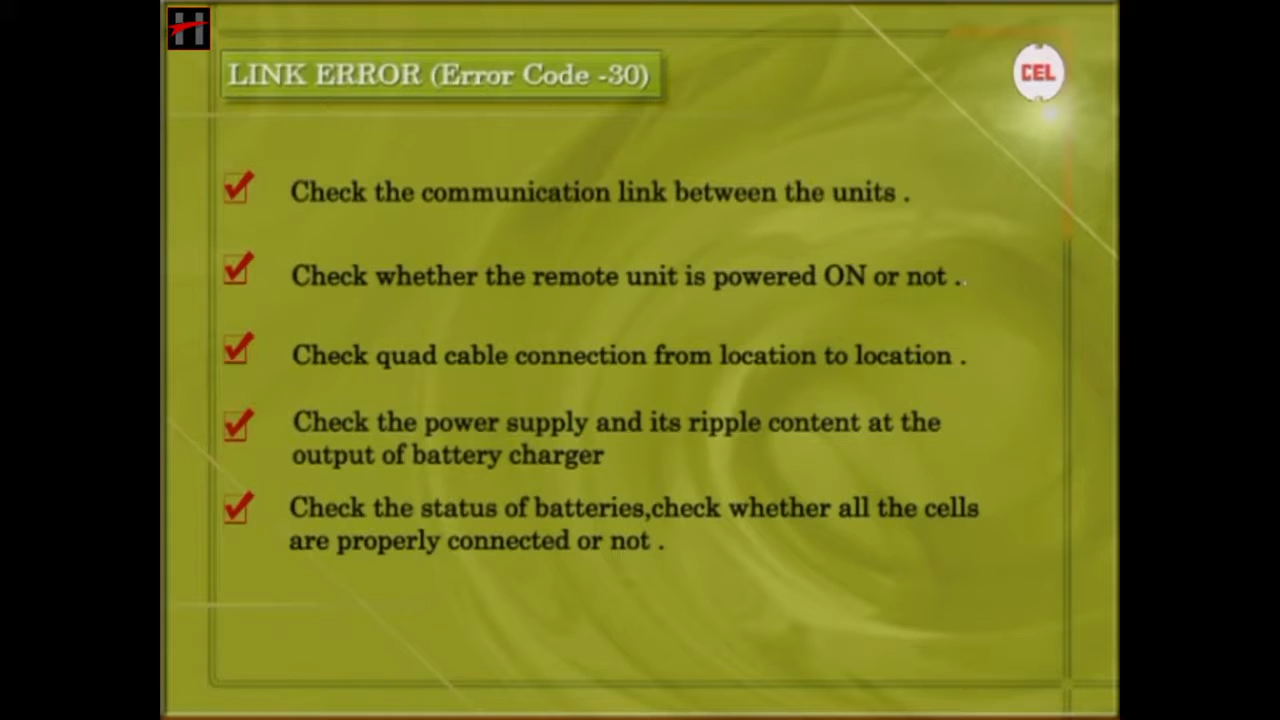 LINK ERROR (Error Code -30)
CEL
Check the communication link between the units .
Check whether the remote unit is powered ON or not ..
Check quad cable connection from location to location .
Check the power supply and its ripple content at the
output of battery charger
Check the status of batteries,check whether all the cells
are properly connected or not .